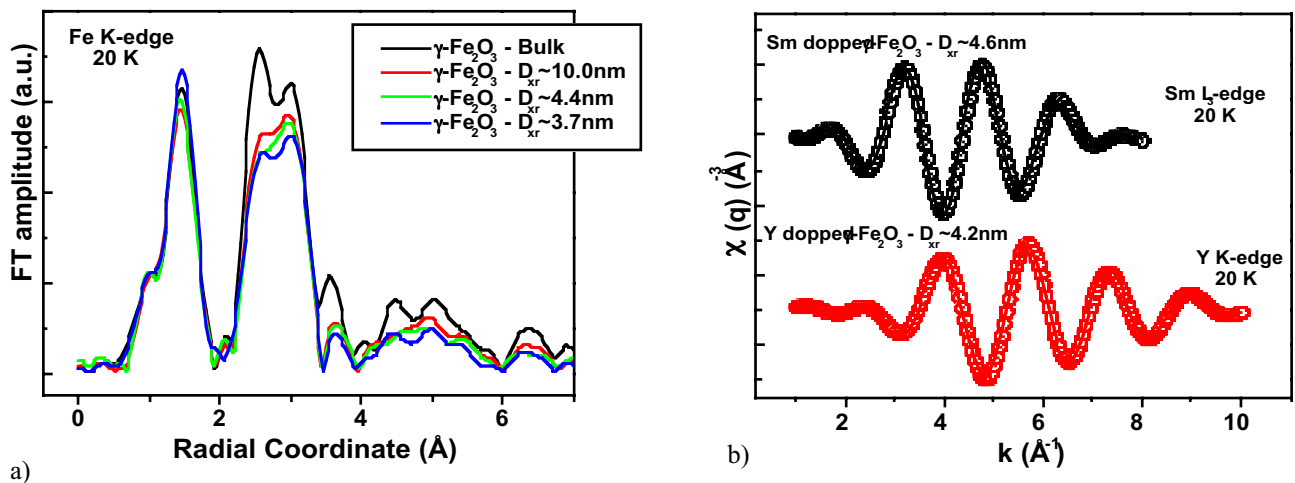 Fe K-edge
20 K
γ-Fe2O3 - Bulk
γ-Fe2O3 - Dxr~10.0nm
γ-Fe2O3 - Dxr~4.4nm
γ-Fe2O3 - Dxr~3.7nm
FT amplitude (a.u.)
0 2 4 6
Radial Coordinate (Å)
a)
Sm dopped γ-Fe2O3 - Dxr~4.6nm
Sm L3-edge
20 K
χ (q) (Å-3)
Y dopped γ-Fe2O3 - Dxr~4.2nm
Y K-edge
20 K
2 4 6 8 10
k (Å-1)
b)